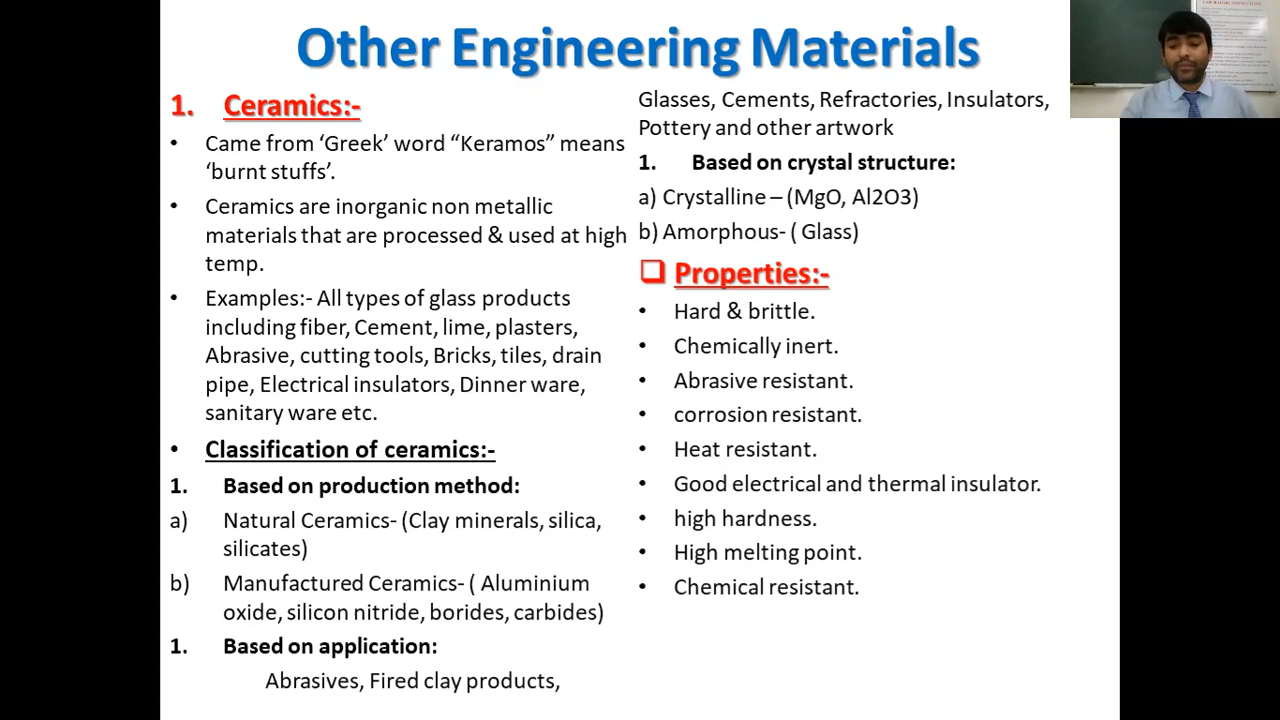 Other Engineering Materials
1. Ceramics:-
• Came from ‘Greek’ word “Keramos” means
‘burnt stuffs’.
• Ceramics are inorganic non metallic
materials that are processed & used at high
temp.
• Examples:- All types of glass products
including fiber, Cement, lime, plasters,
Abrasive, cutting tools, Bricks, tiles, drain
pipe, Electrical insulators, Dinner ware,
sanitary ware etc.
• Classification of ceramics:-
1. Based on production method:
a) Natural Ceramics- (Clay minerals, silica,
silicates)
b) Manufactured Ceramics- ( Aluminium
oxide, silicon nitride, borides, carbides)
1. Based on application:
Abrasives, Fired clay products,
Glasses, Cements, Refractories, Insulators,
Pottery and other artwork
1. Based on crystal structure:
a) Crystalline – (MgO, Al2O3)
b) Amorphous- ( Glass)
❑ Properties:-
• Hard & brittle.
• Chemically inert.
• Abrasive resistant.
• corrosion resistant.
• Heat resistant.
• Good electrical and thermal insulator.
• high hardness.
• High melting point.
• Chemical resistant.